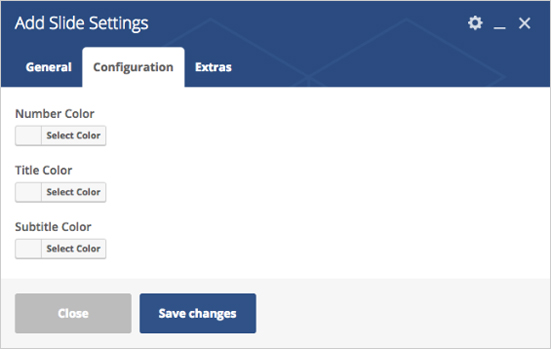 Add Slide Settings
General Configuration Extras
Number Color
Select Color
Title Color
Select Color
Subtitle Color
Select Color
Close Save changes